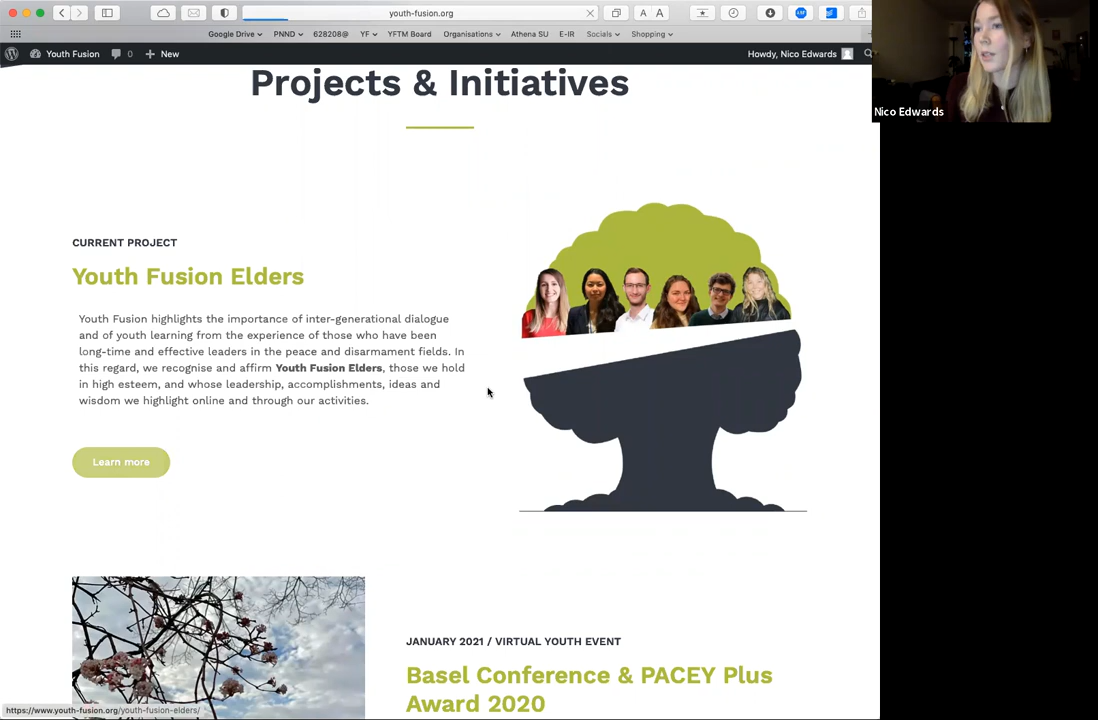 youth-fusion.org
A A
Google Drive PNND 628208@ YF YFTM Board Organisations Athena SU E-IR Socials Shopping
Youth Fusion 0 New Howdy, Nico Edwards
Nico Edwards
Projects & Initiatives
CURRENT PROJECT
Youth Fusion Elders
Youth Fusion highlights the importance of inter-generational dialogue
and of youth learning from the experience of those who have been
long-time and effective leaders in the peace and disarmament fields. In
this regard, we recognise and affirm Youth Fusion Elders, those we hold
in high esteem, and whose leadership, accomplishments, ideas and
wisdom we highlight online and through our activities.
Learn more
JANUARY 2021 / VIRTUAL YOUTH EVENT
Basel Conference & PACEY Plus
Award 2020
https://www.youth-fusion.org/youth-fusion-elders/